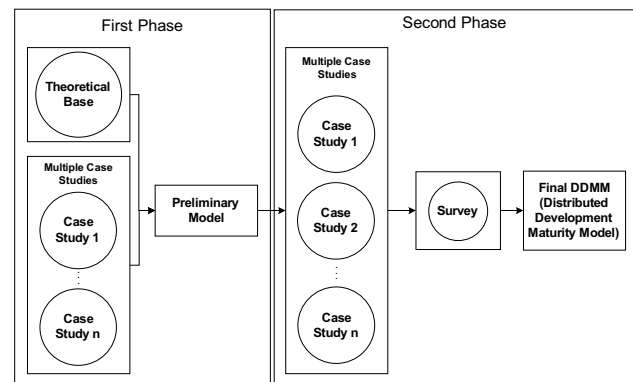 First Phase
Theoretical
Base
Multiple Case
Studies
Case
Study 1
Case
Study n
Preliminary
Model
Second Phase
Multiple Case
Studies
Case
Study 1
Case
Study 2
Case
Study n
Survey
Final DDMM
(Distributed
Development
Maturity Model)